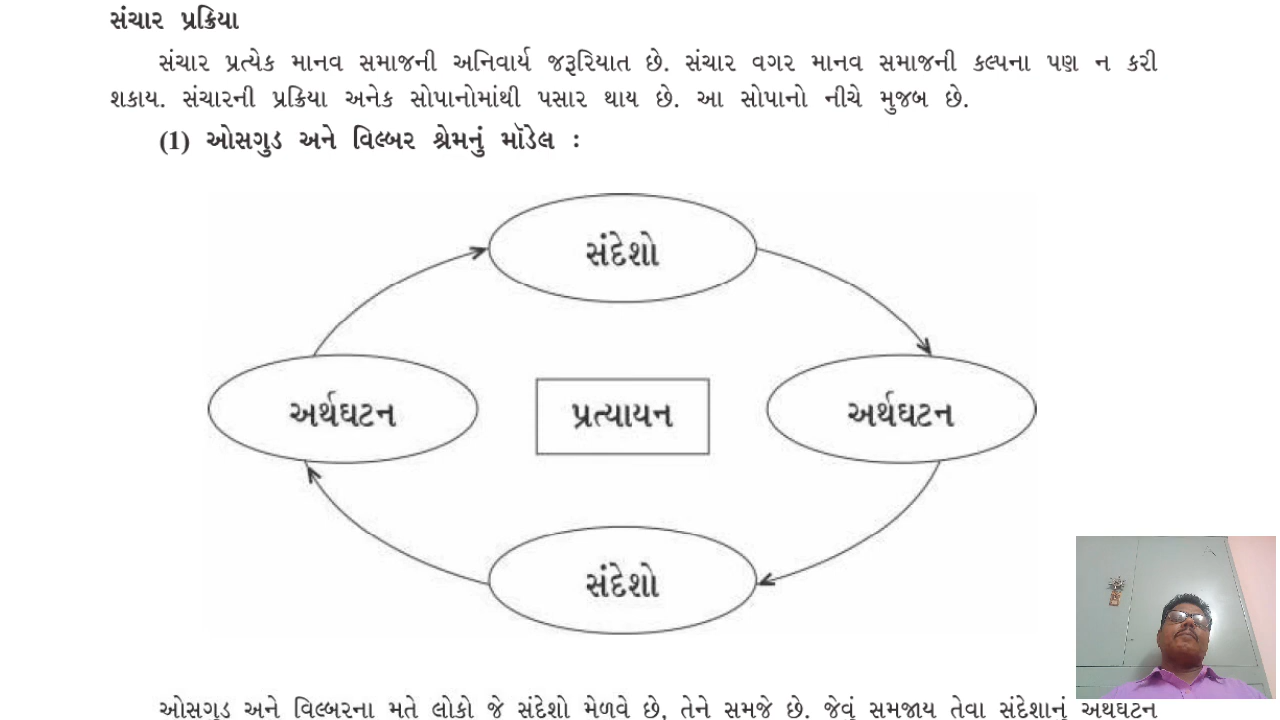 સંચાર પ્રક્રિયા
સંચાર પ્રત્યેક માનવ સમાજની અનિવાર્ય જરૂરિયાત છે. સંચાર વગર માનવ સમાજની કલ્પના પણ ન કરી
શકાય. સંચારની પ્રક્રિયા અનેક સોપાનોમાંથી પસાર થાય છે. આ સોપાનો નીચે મુજબ છે.
(1) ઓસગુડ અને વિલ્બર શ્રેમનું મૉડેલ :
સંદેશો
અર્થઘટન
પ્રત્યાયન
અર્થઘટન
સંદેશો
ઓસગુડ અને વિલ્બરના મતે લોકો જે સંદેશો મેળવે છે, તેને સમજે છે. જેવું સમજાય તેવા સંદેશાનું અર્થઘટન